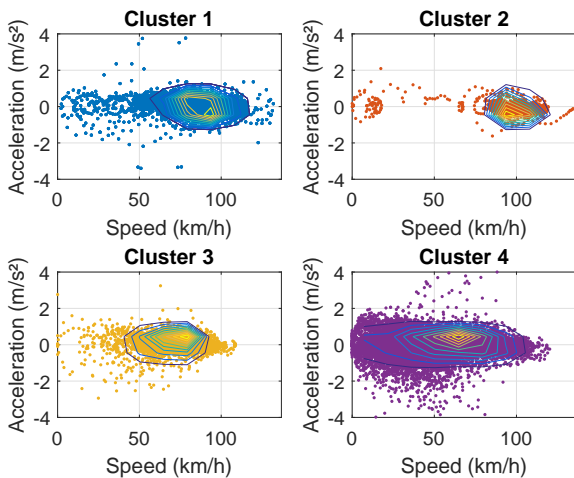 Cluster 1
Acceleration (m/s²)
4
2
0
-2
-4
0
50
100
Speed (km/h)
Cluster 2
Acceleration (m/s²)
4
2
0
-2
-4
0
50
100
Speed (km/h)
Cluster 3
Acceleration (m/s²)
4
2
0
-2
-4
0
50
100
Speed (km/h)
Cluster 4
Acceleration (m/s²)
4
2
0
-2
-4
0
50
100
Speed (km/h)